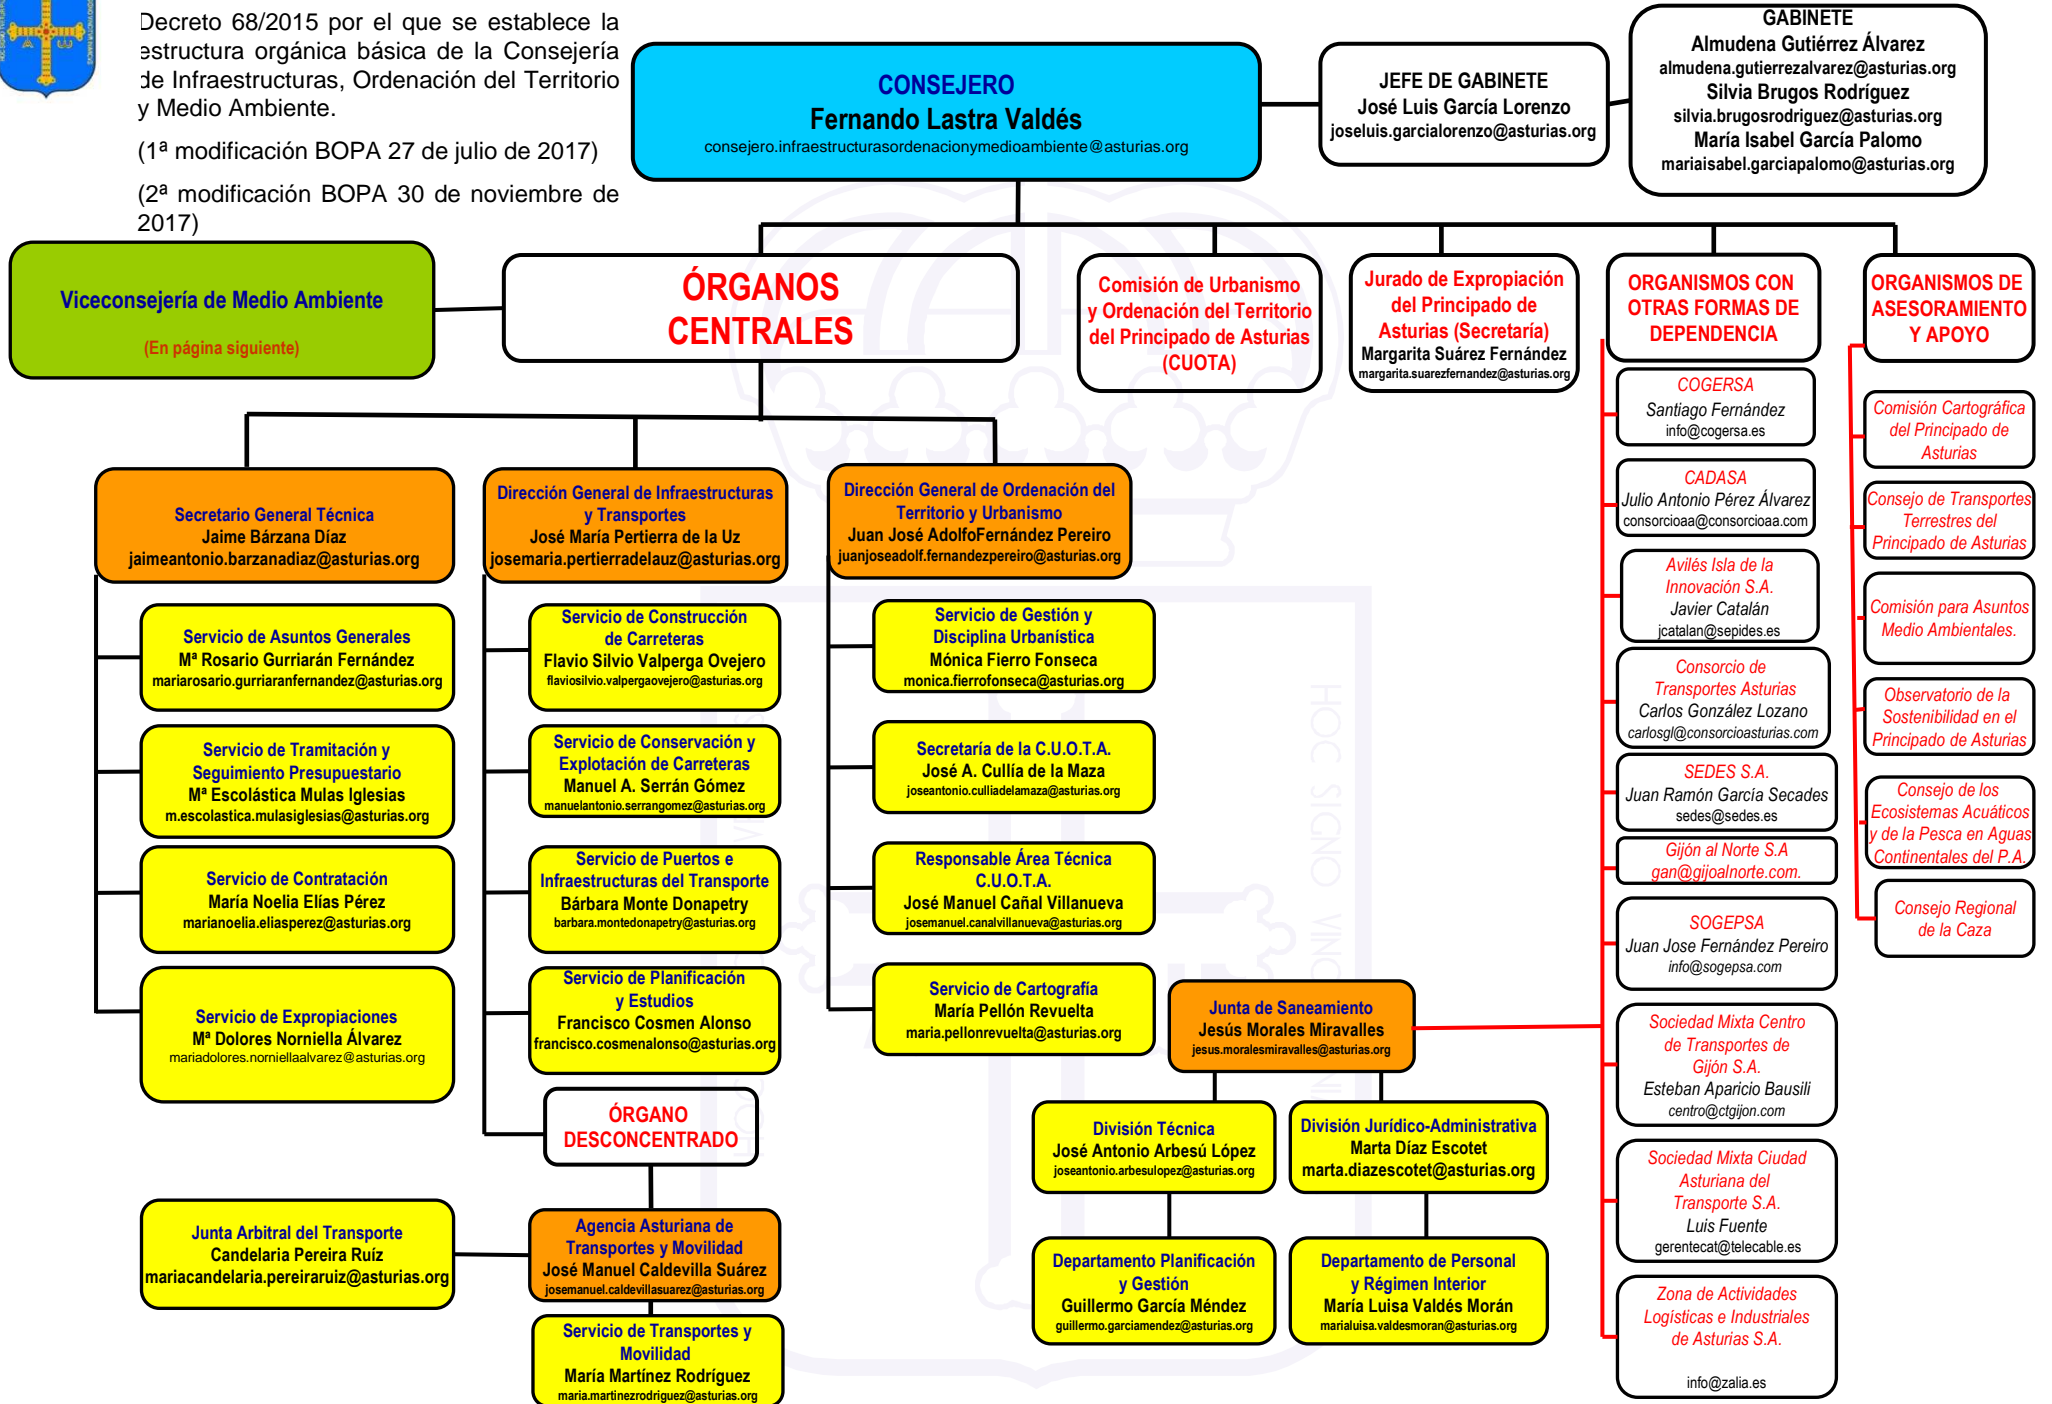 Decreto 68/2015 por el que se establece la
estructura orgánica básica de la Consejería
de Infraestructuras, Ordenación del Territorio
y Medio Ambiente.
(1ª modificación BOPA 27 de julio de 2017)
(2ª modificación BOPA 30 de noviembre de
2017)
CONSEJERO
Fernando Lastra Valdés
consejero.infraestructurasordenacionymedioambiente@asturias.org
JEFE DE GABINETE
José Luis García Lorenzo
joseluis.garcialorenzo@asturias.org
GABINETE
Almudena Gutiérrez Álvarez
almudena.gutierrezalvarez@asturias.org
Silvia Brugos Rodríguez
silvia.brugosrodriguez@asturias.org
María Isabel García Palomo
mariaisabel.garciapalomo@asturias.org
Viceconsejería de Medio Ambiente
(En página siguiente)
ÓRGANOS
CENTRALES
Comisión de Urbanismo
y Ordenación del Territorio
del Principado de Asturias
(CUOTA)
Jurado de Expropiación
del Principado de
Asturias (Secretaría)
Margarita Suárez Fernández
margarita.suarezfernandez@asturias.org
ORGANISMOS CON
OTRAS FORMAS DE
DEPENDENCIA
ORGANISMOS DE
ASESORAMIENTO
Y APOYO
Secretario General Técnica
Jaime Bárzana Díaz
jaimeantonio.barzanadiaz@asturias.org
Servicio de Asuntos Generales
Mª Rosario Gurriarán Fernández
mariarosario.gurriaranfernandez@asturias.org
Servicio de Tramitación y
Seguimiento Presupuestario
Mª Escolástica Mulas Iglesias
m.escolastica.mulasiglesias@asturias.org
Servicio de Contratación
María Noelia Elías Pérez
marianoelia.eliasperez@asturias.org
Servicio de Expropiaciones
Mª Dolores Norniella Álvarez
mariadolores.norniellaalvarez@asturias.org
Dirección General de Infraestructuras
y Transportes
José María Pertierra de la Uz
josemaria.pertierradelauz@asturias.org
Servicio de Construcción
de Carreteras
Flavio Silvio Valperga Ovejero
flaviosilvio.valpergaovejero@asturias.org
Servicio de Conservación y
Explotación de Carreteras
Manuel A. Serrán Gómez
manuelantonio.serrangomez@asturias.org
Servicio de Puertos e
Infraestructuras del Transporte
Bárbara Monte Donapetry
barbara.montedonapetry@asturias.org
Servicio de Planificación
y Estudios
Francisco Cosmen Alonso
francisco.cosmenalonso@asturias.org
ÓRGANO
DESCONCENTRADO
Junta Arbitral del Transporte
Candelaria Pereira Ruíz
mariacandelaria.pereiraruiz@asturias.org
Agencia Asturiana de
Transportes y Movilidad
José Manuel Caldevilla Suárez
josemanuel.caldevillasuarez@asturias.org
Servicio de Transportes y
Movilidad
María Martínez Rodríguez
maria.martinezrodriguez@asturias.org
Dirección General de Ordenación del
Territorio y Urbanismo
Juan José AdolfoFernández Pereiro
juanjoseadolf.fernandezpereiro@asturias.org
Servicio de Gestión y
Disciplina Urbanística
Mónica Fierro Fonseca
monica.fierrofonseca@asturias.org
Secretaría de la C.U.O.T.A.
José A. Cullía de la Maza
joseantonio.culliadelamaza@asturias.org
Responsable Área Técnica
C.U.O.T.A.
José Manuel Cañal Villanueva
josemanuel.canalvillanueva@asturias.org
Servicio de Cartografía
María Pellón Revuelta
maria.pellonrevuelta@asturias.org
Junta de Saneamiento
Jesús Morales Miravalles
jesus.moralesmiravalles@asturias.org
División Técnica
José Antonio Arbesú López
joseantonio.arbesulopez@asturias.org
División Jurídico-Administrativa
Marta Díaz Escotet
marta.diazescotet@asturias.org
Departamento Planificación
y Gestión
Guillermo García Méndez
guillermo.garciamendez@asturias.org
Departamento de Personal
y Régimen Interior
María Luisa Valdés Morán
marialuisa.valdesmoran@asturias.org
COGERSA
Santiago Fernández
info@cogersa.es
CADASA
Julio Antonio Pérez Álvarez
consorcioaa@consorcioaa.com
Avilés Isla de la
Innovación S.A.
Javier Catalán
jcatalan@sepides.es
Consorcio de
Transportes Asturias
Carlos González Lozano
carlosgl@consorcioasturias.com
SEDES S.A.
Juan Ramón García Secades
sedes@sedes.es
Gijón al Norte S.A
gan@gijoalnorte.com.
SOGEPSA
Juan Jose Fernández Pereiro
info@sogepsa.com
Sociedad Mixta Centro
de Transportes de
Gijón S.A.
Esteban Aparicio Bausili
centro@ctgijon.com
Sociedad Mixta Ciudad
Asturiana del
Transporte S.A.
Luis Fuente
gerentecat@telecable.es
Zona de Actividades
Logísticas e Industriales
de Asturias S.A.
info@zalia.es
Comisión Cartográfica
del Principado de
Asturias
Consejo de Transportes
Terrestres del
Principado de Asturias
Comisión para Asuntos
Medio Ambientales.
Observatorio de la
Sostenibilidad en el
Principado de Asturias
Consejo de los
Ecosistemas Acuáticos
y de la Pesca en Aguas
Continentales del P.A.
Consejo Regional
de la Caza
HOC SIGNO